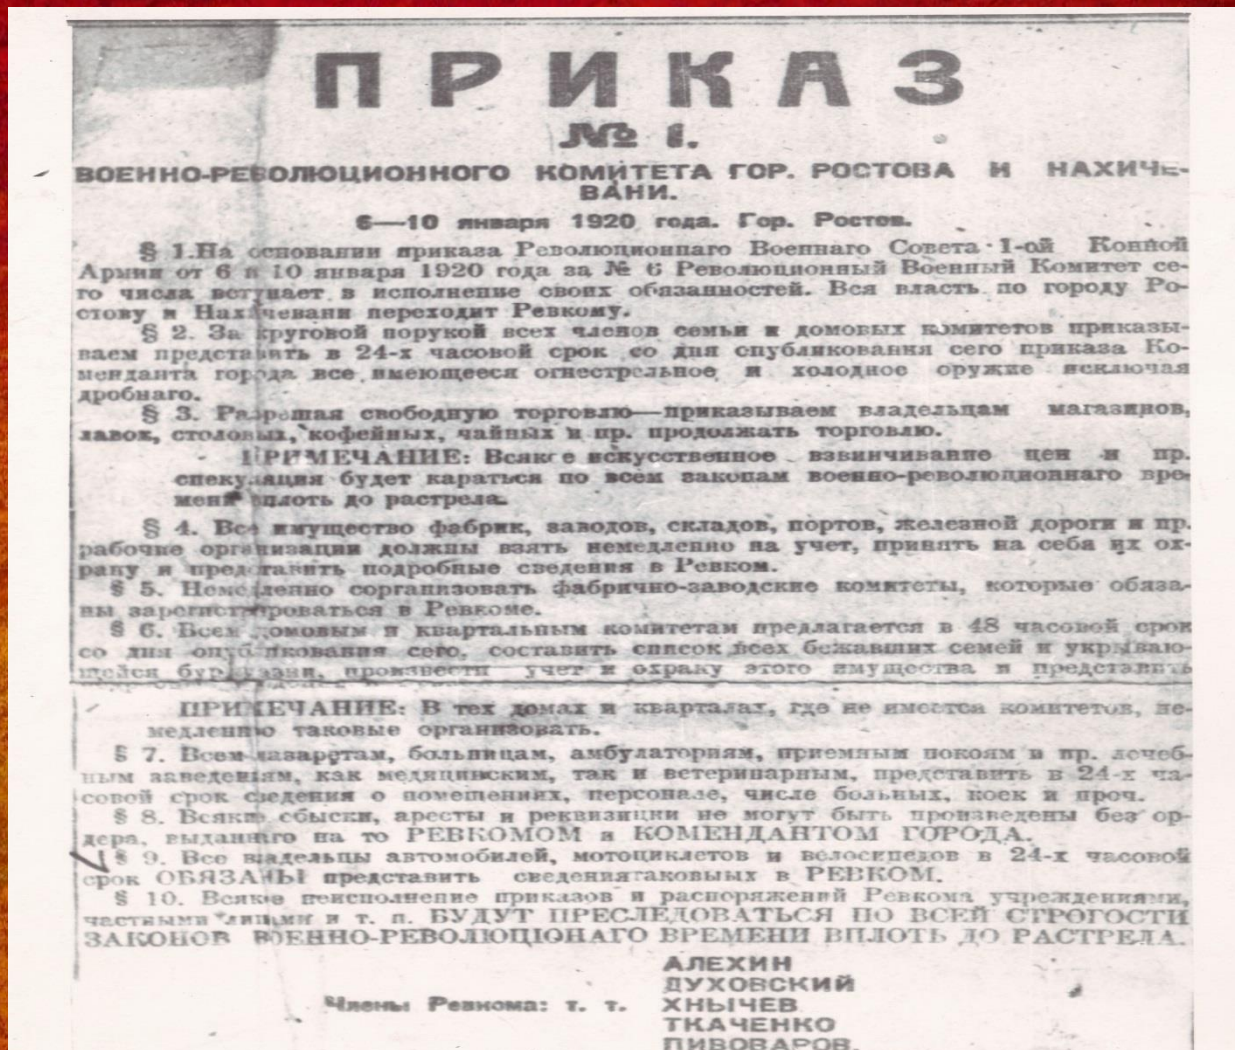 ПРИКАЗ
№ 1.
ВОЕННО-РЕВОЛЮЦИОННОГО КОМИТЕТА ГОР. РОСТОВА И НАХИЧЕ-
ВАНИ.
6—10 января 1920 года. Гор. Ростов.
§ 1.На основании приказа Революционнаго Военнаго Совета 1-ой Конной
Армии от 6 и 10 января 1920 года за № 6 Революционный Военный Комитет се-
го числа вступает в исполнение своих обязанностей. Вся власть по городу Ро-
стову и Нахичевани переходит Ревкому.
§ 2. За круговой порукой всех членов семьи и домовых комитетов приказы-
ваем представить в 24-х часовой срок со дня опубликования сего приказа Ко-
менданта города все имеющееся огнестрельное и холодное оружие исключая
дробнаго.
§ 3. Разрешая свободную торговлю—приказываем владельцам магазинов,
лавок, столовых, кофейных, чайных и пр. продолжать торговлю.
ПРИМЕЧАНИЕ: Всякое искусственное взвинчивание цен и пр.
спекуляция будет караться по всем законам военно-революционнаго вре-
мени вплоть до растрела.
§ 4. Все имущество фабрик, заводов, складов, портов, железной дороги и пр.
рабочие организации должны взять немедленно на учет, принять на себя их ох-
рану и представить подробные сведения в Ревком.
§ 5. Немедленно сорганизовать фабрично-заводские комитеты, которые обяза-
ны зарегистрироваться в Ревкоме.
§ 6. Всем домовым и квартальным комитетам предлагается в 48 часовой срок
со дня опубликования сего, составить список всех бежавших семей и укрываю-
щейся буржуазии, произвести учет и охрану этого имущества и представить
ПРИМЕЧАНИЕ: В тех домах и кварталах, где не имеется комитетов, не-
медленно таковые организовать.
§ 7. Всем лазаретам, больницам, амбулаториям, приемным покоям и пр. лечеб-
ным заведениям, как медицинским, так и ветеринарным, представить в 24-х ча-
совой срок сведения о помещениях, персонале, числе больных, коек и проч.
§ 8. Всякие обыски, аресты и реквизиции не могут быть произведены без ор-
дера, выданнаго на то РЕВКОМОМ и КОМЕНДАНТОМ ГОРОДА.
§ 9. Все владельцы автомобилей, мотоциклетов и велосипедов в 24-х часовой
срок ОБЯЗАНЫ представить сведения таковых в РЕВКОМ.
§ 10. Всякое неисполнение приказов и распоряжений Ревкома учреждениями,
частными лицами и т. п. БУДУТ ПРЕСЛЕДОВАТЬСЯ ПО ВСЕЙ СТРОГОСТИ
ЗАКОНОВ ВОЕННО-РЕВОЛЮЦІОНАГО ВРЕМЕНИ ВПЛОТЬ ДО РАСТРЕЛА.
АЛЕХИН
ДУХОВСКИЙ
Члены Ревкома: т. т. ХНЫЧЕВ
ТКАЧЕНКО
ПИВОВАРОВ.